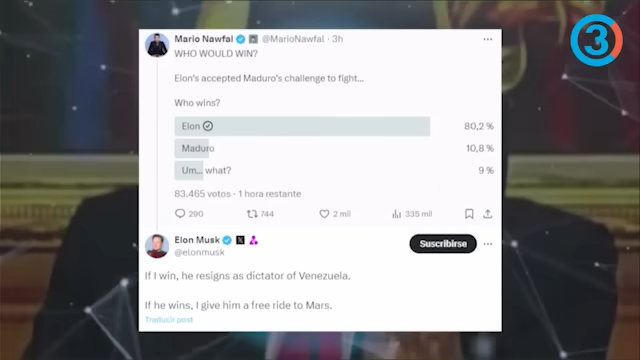 3
Mario Nawfal @MarioNawfal · 3h
WHO WOULD WIN?
Elon's accepted Maduro's challenge to fight...
Who wins?
Elon 80,2 %
Maduro 10,8 %
Um... what? 9 %
83.465 votos · 1 hora restante
290 744 2 mil 335 mil
Elon Musk X
@elonmusk
Suscribirse
If I win, he resigns as dictator of Venezuela.
If he wins, I give him a free ride to Mars.
Traducir post